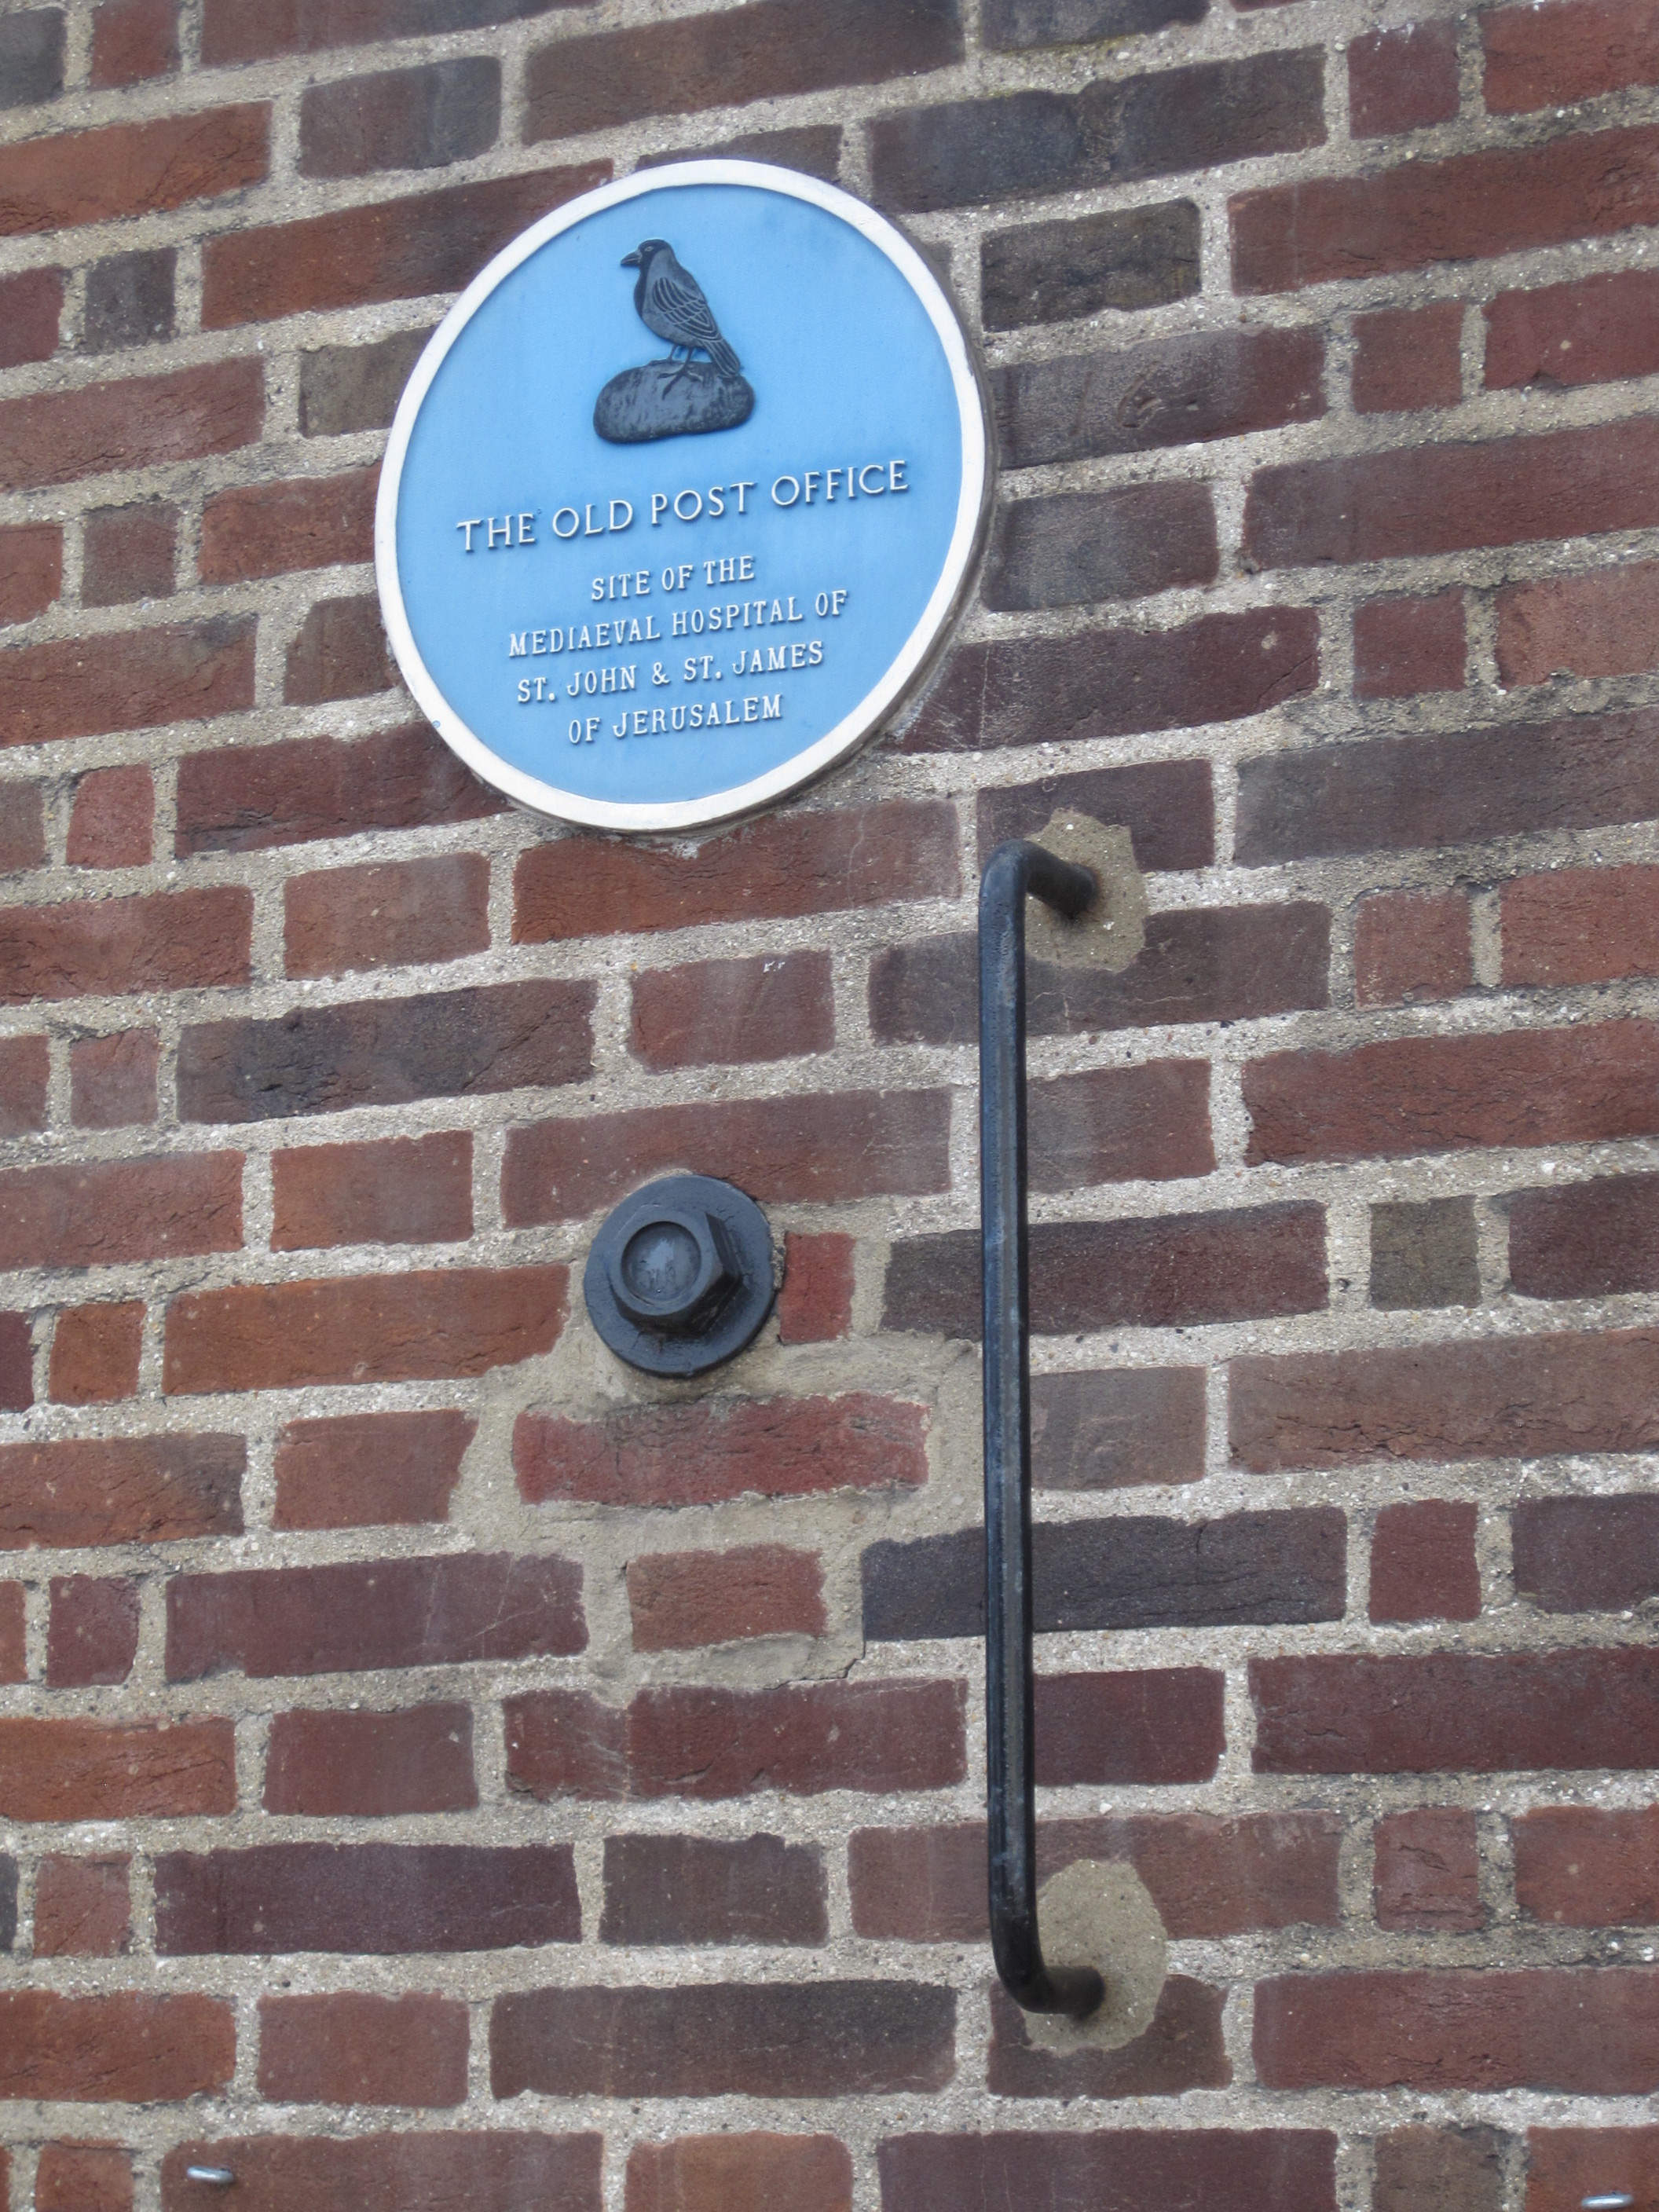 THE OLD POST OFFICE
SITE OF THE
MEDIAEVAL HOSPITAL OF
ST. JOHN & ST. JAMES
OF JERUSALEM